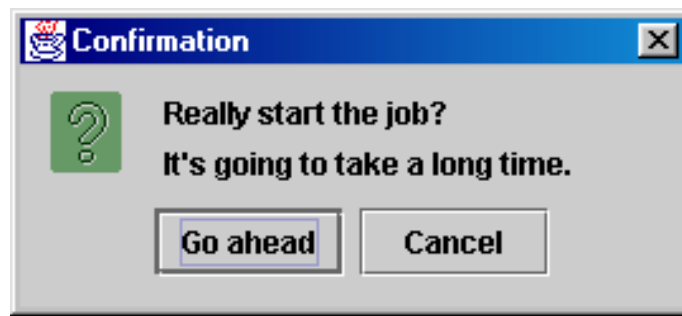 Confirmation
Really start the job?
It's going to take a long time.
Go ahead Cancel